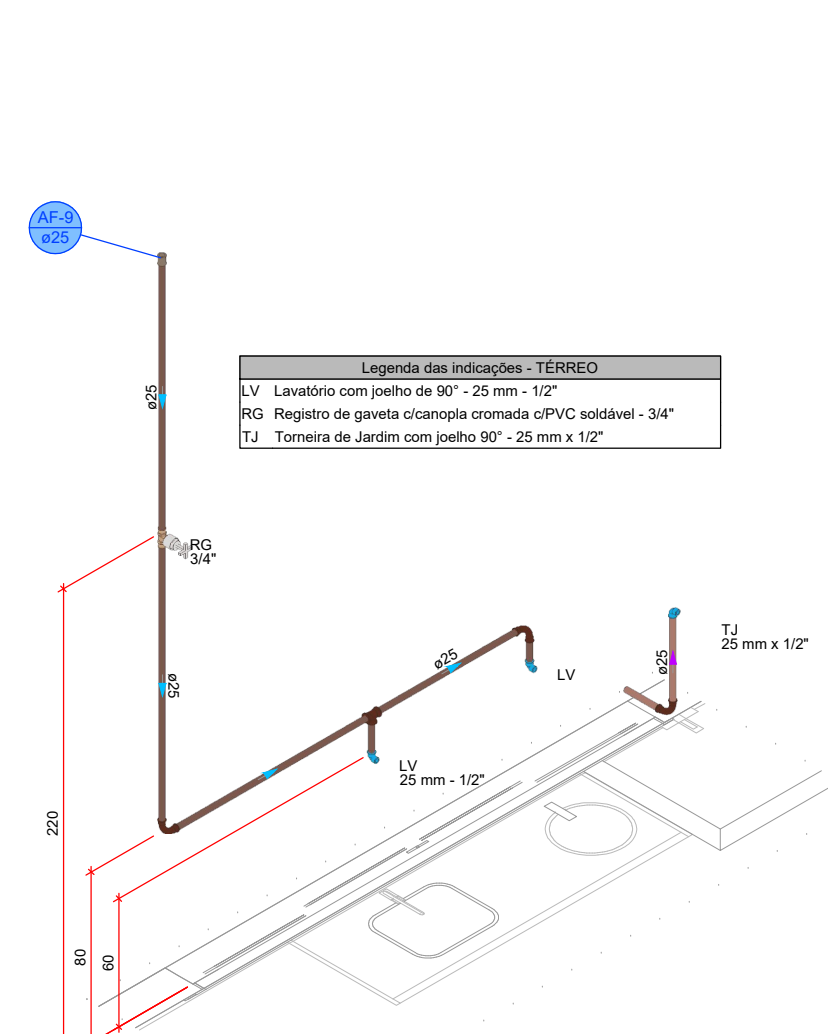 AF-9
ø25
Legenda das indicações - TÉRREO
LV Lavatório com joelho de 90° - 25 mm - 1/2"
RG Registro de gaveta c/canopla cromada c/PVC soldável - 3/4"
TJ Torneira de Jardim com joelho 90° - 25 mm x 1/2"
ø25
RG
3/4"
TJ
25 mm x 1/2"
ø25
ø25
LV
ø25
LV
25 mm - 1/2"
220
80
60